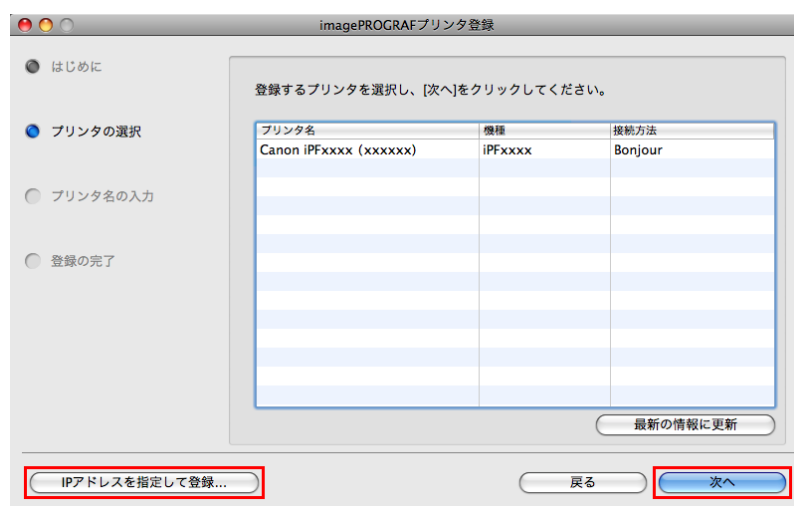 imagePROGRAFプリンタ登録
はじめに
プリンタの選択
プリンタ名の入力
登録の完了
登録するプリンタを選択し、[次へ]をクリックしてください。
プリンタ名 機種 接続方法
Canon iPFxxxx (xxxxxx) iPFxxxx Bonjour
最新の情報に更新
IPアドレスを指定して登録... 戻る 次へ